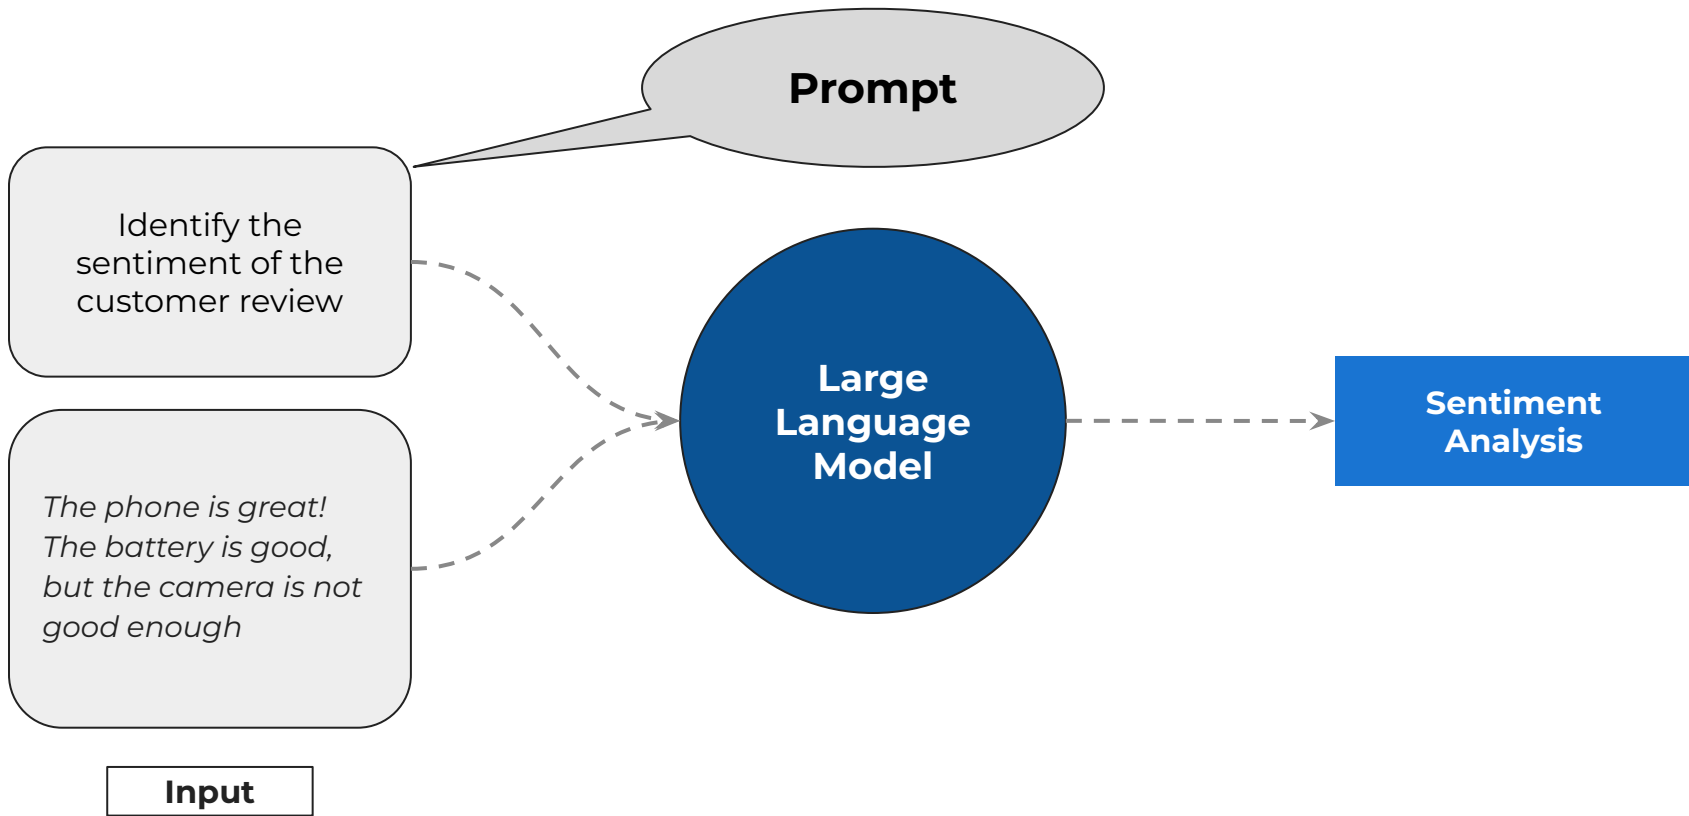 Prompt
Identify the
sentiment of the
customer review
Large
Language
Model
Sentiment
Analysis
The phone is great!
The battery is good,
but the camera is not
good enough
Input